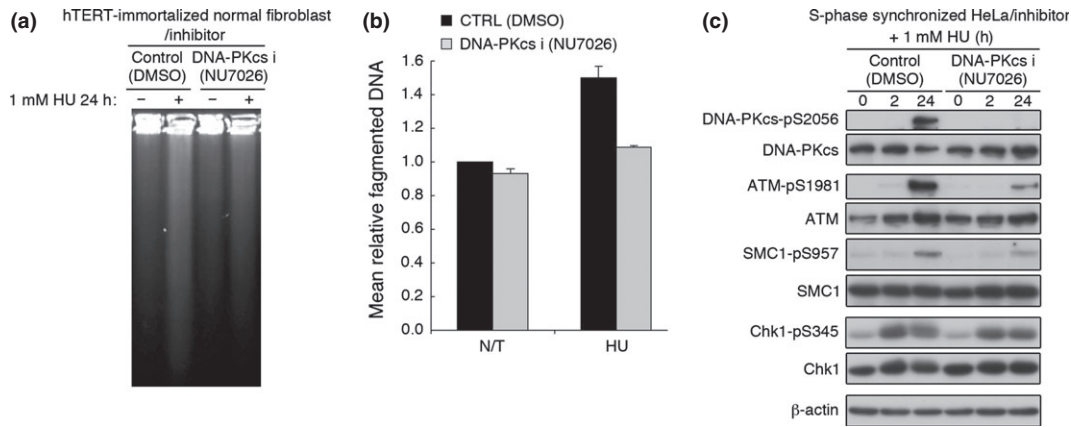 (a)
hTERT-immortalized normal fibroblast
/inhibitor
Control
(DMSO)
DNA-PKcs i
(NU7026)
1 mM HU 24 h: – + – +
(b)
CTRL (DMSO)
DNA-PKcs i (NU7026)
Mean relative fagmented DNA
1.6
1.4
1.2
1.0
0.8
0.6
0.4
0.2
0.0
N/T HU
(c)
S-phase synchronized HeLa/inhibitor
+ 1 mM HU (h)
Control
(DMSO)
DNA-PKcs i
(NU7026)
0 2 24 0 2 24
DNA-PKcs-pS2056
DNA-PKcs
ATM-pS1981
ATM
SMC1-pS957
SMC1
Chk1-pS345
Chk1
β-actin